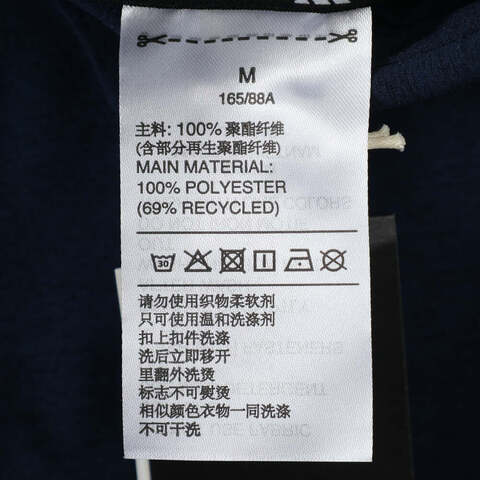 M
165/88A
主料: 100% 聚酯纤维
(含部分再生聚酯纤维)
MAIN MATERIAL:
100% POLYESTER
(69% RECYCLED)
30
请勿使用织物柔软剂
只可使用温和洗涤剂
扣上扣件洗涤
洗后立即移开
里翻外洗烫
标志不可熨烫
相似颜色衣物一同洗涤
不可干洗